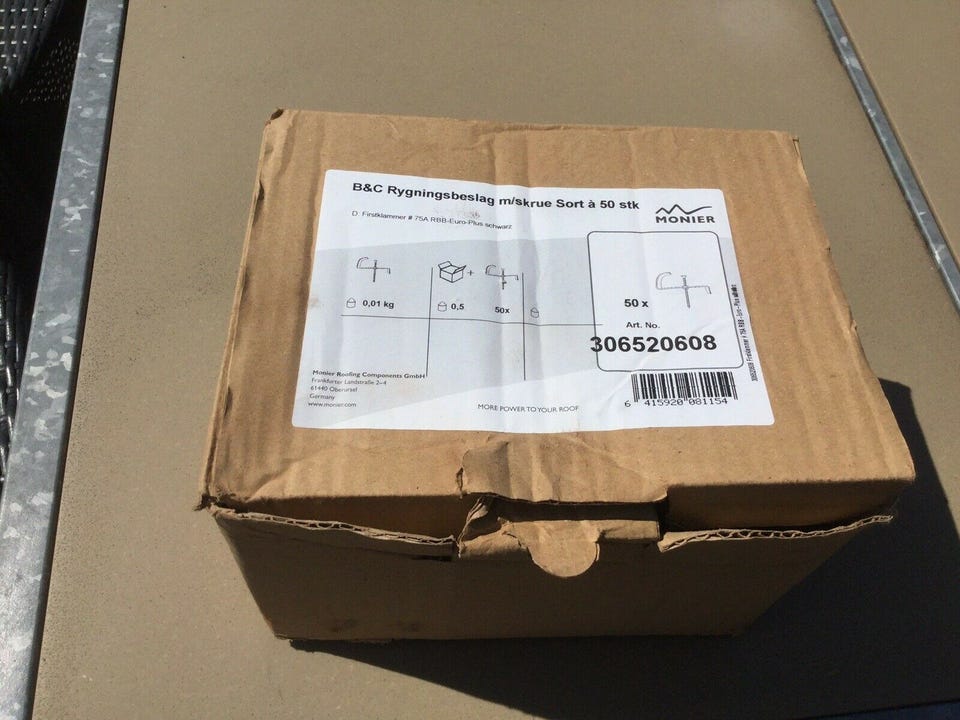 B&C Rygningsbeslag m/skrue Sort à 50 stk
MONIER
D: Firstklammer # 75A RBB-Euro-Plus schwarz
0,01 kg
+
0,5
50x
50 x
Art. No.
306520608
Monier Roofing Components GmbH
Frankfurter Landstraße 2-4
61440 Oberursel
Germany
www.monier.com
MORE POWER TO YOUR ROOF
6 415920 081154